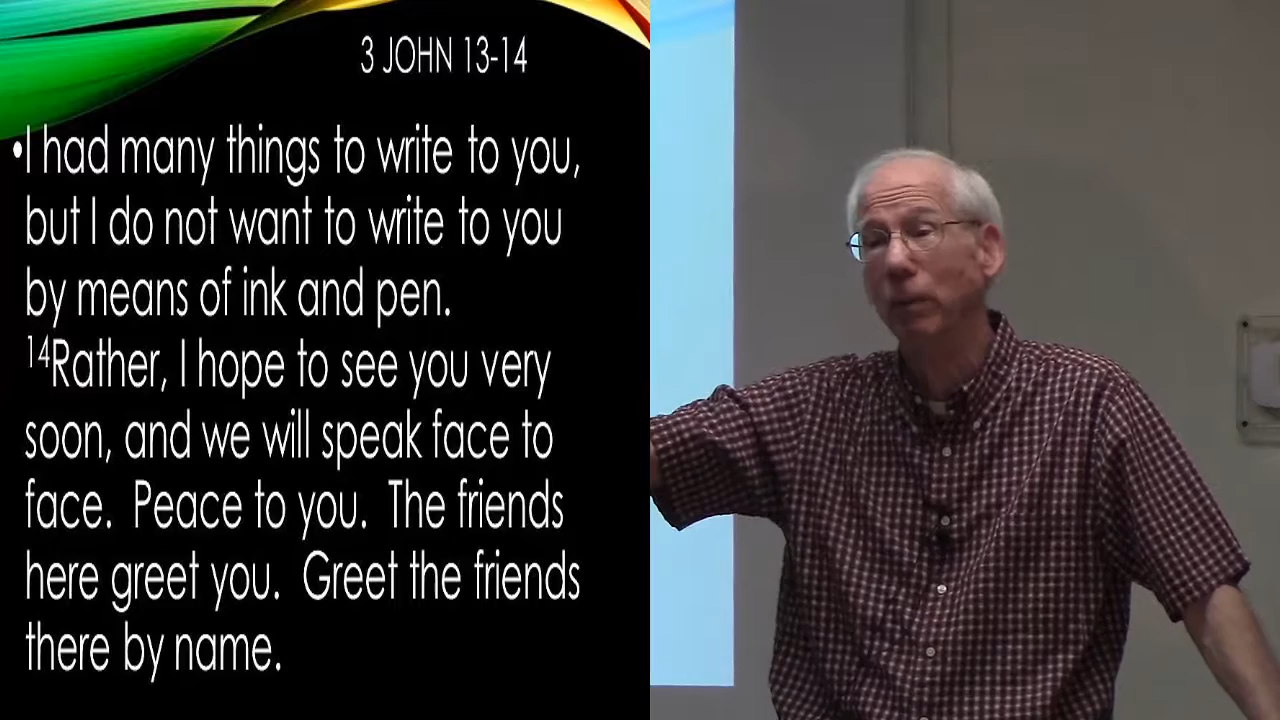 3 JOHN 13-14
•I had many things to write to you,
but I do not want to write to you
by means of ink and pen.
14Rather, I hope to see you very
soon, and we will speak face to
face. Peace to you. The friends
here greet you. Greet the friends
there by name.